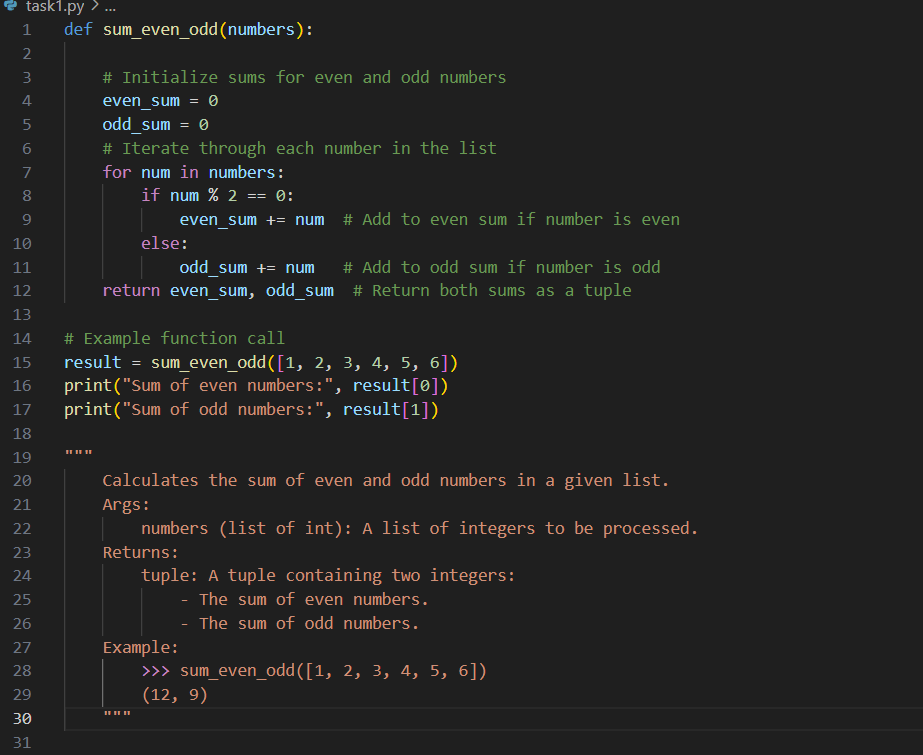 task1.py > ...
1 def sum_even_odd(numbers):
2
3     # Initialize sums for even and odd numbers
4     even_sum = 0
5     odd_sum = 0
6     # Iterate through each number in the list
7     for num in numbers:
8         if num % 2 == 0:
9             even_sum += num  # Add to even sum if number is even
10         else:
11             odd_sum += num   # Add to odd sum if number is odd
12     return even_sum, odd_sum  # Return both sums as a tuple
13
14 # Example function call
15 result = sum_even_odd([1, 2, 3, 4, 5, 6])
16 print("Sum of even numbers:", result[0])
17 print("Sum of odd numbers:", result[1])
18
19 """
20     Calculates the sum of even and odd numbers in a given list.
21     Args:
22         numbers (list of int): A list of integers to be processed.
23     Returns:
24         tuple: A tuple containing two integers:
25             - The sum of even numbers.
26             - The sum of odd numbers.
27     Example:
28         >>> sum_even_odd([1, 2, 3, 4, 5, 6])
29         (12, 9)
30     """
31